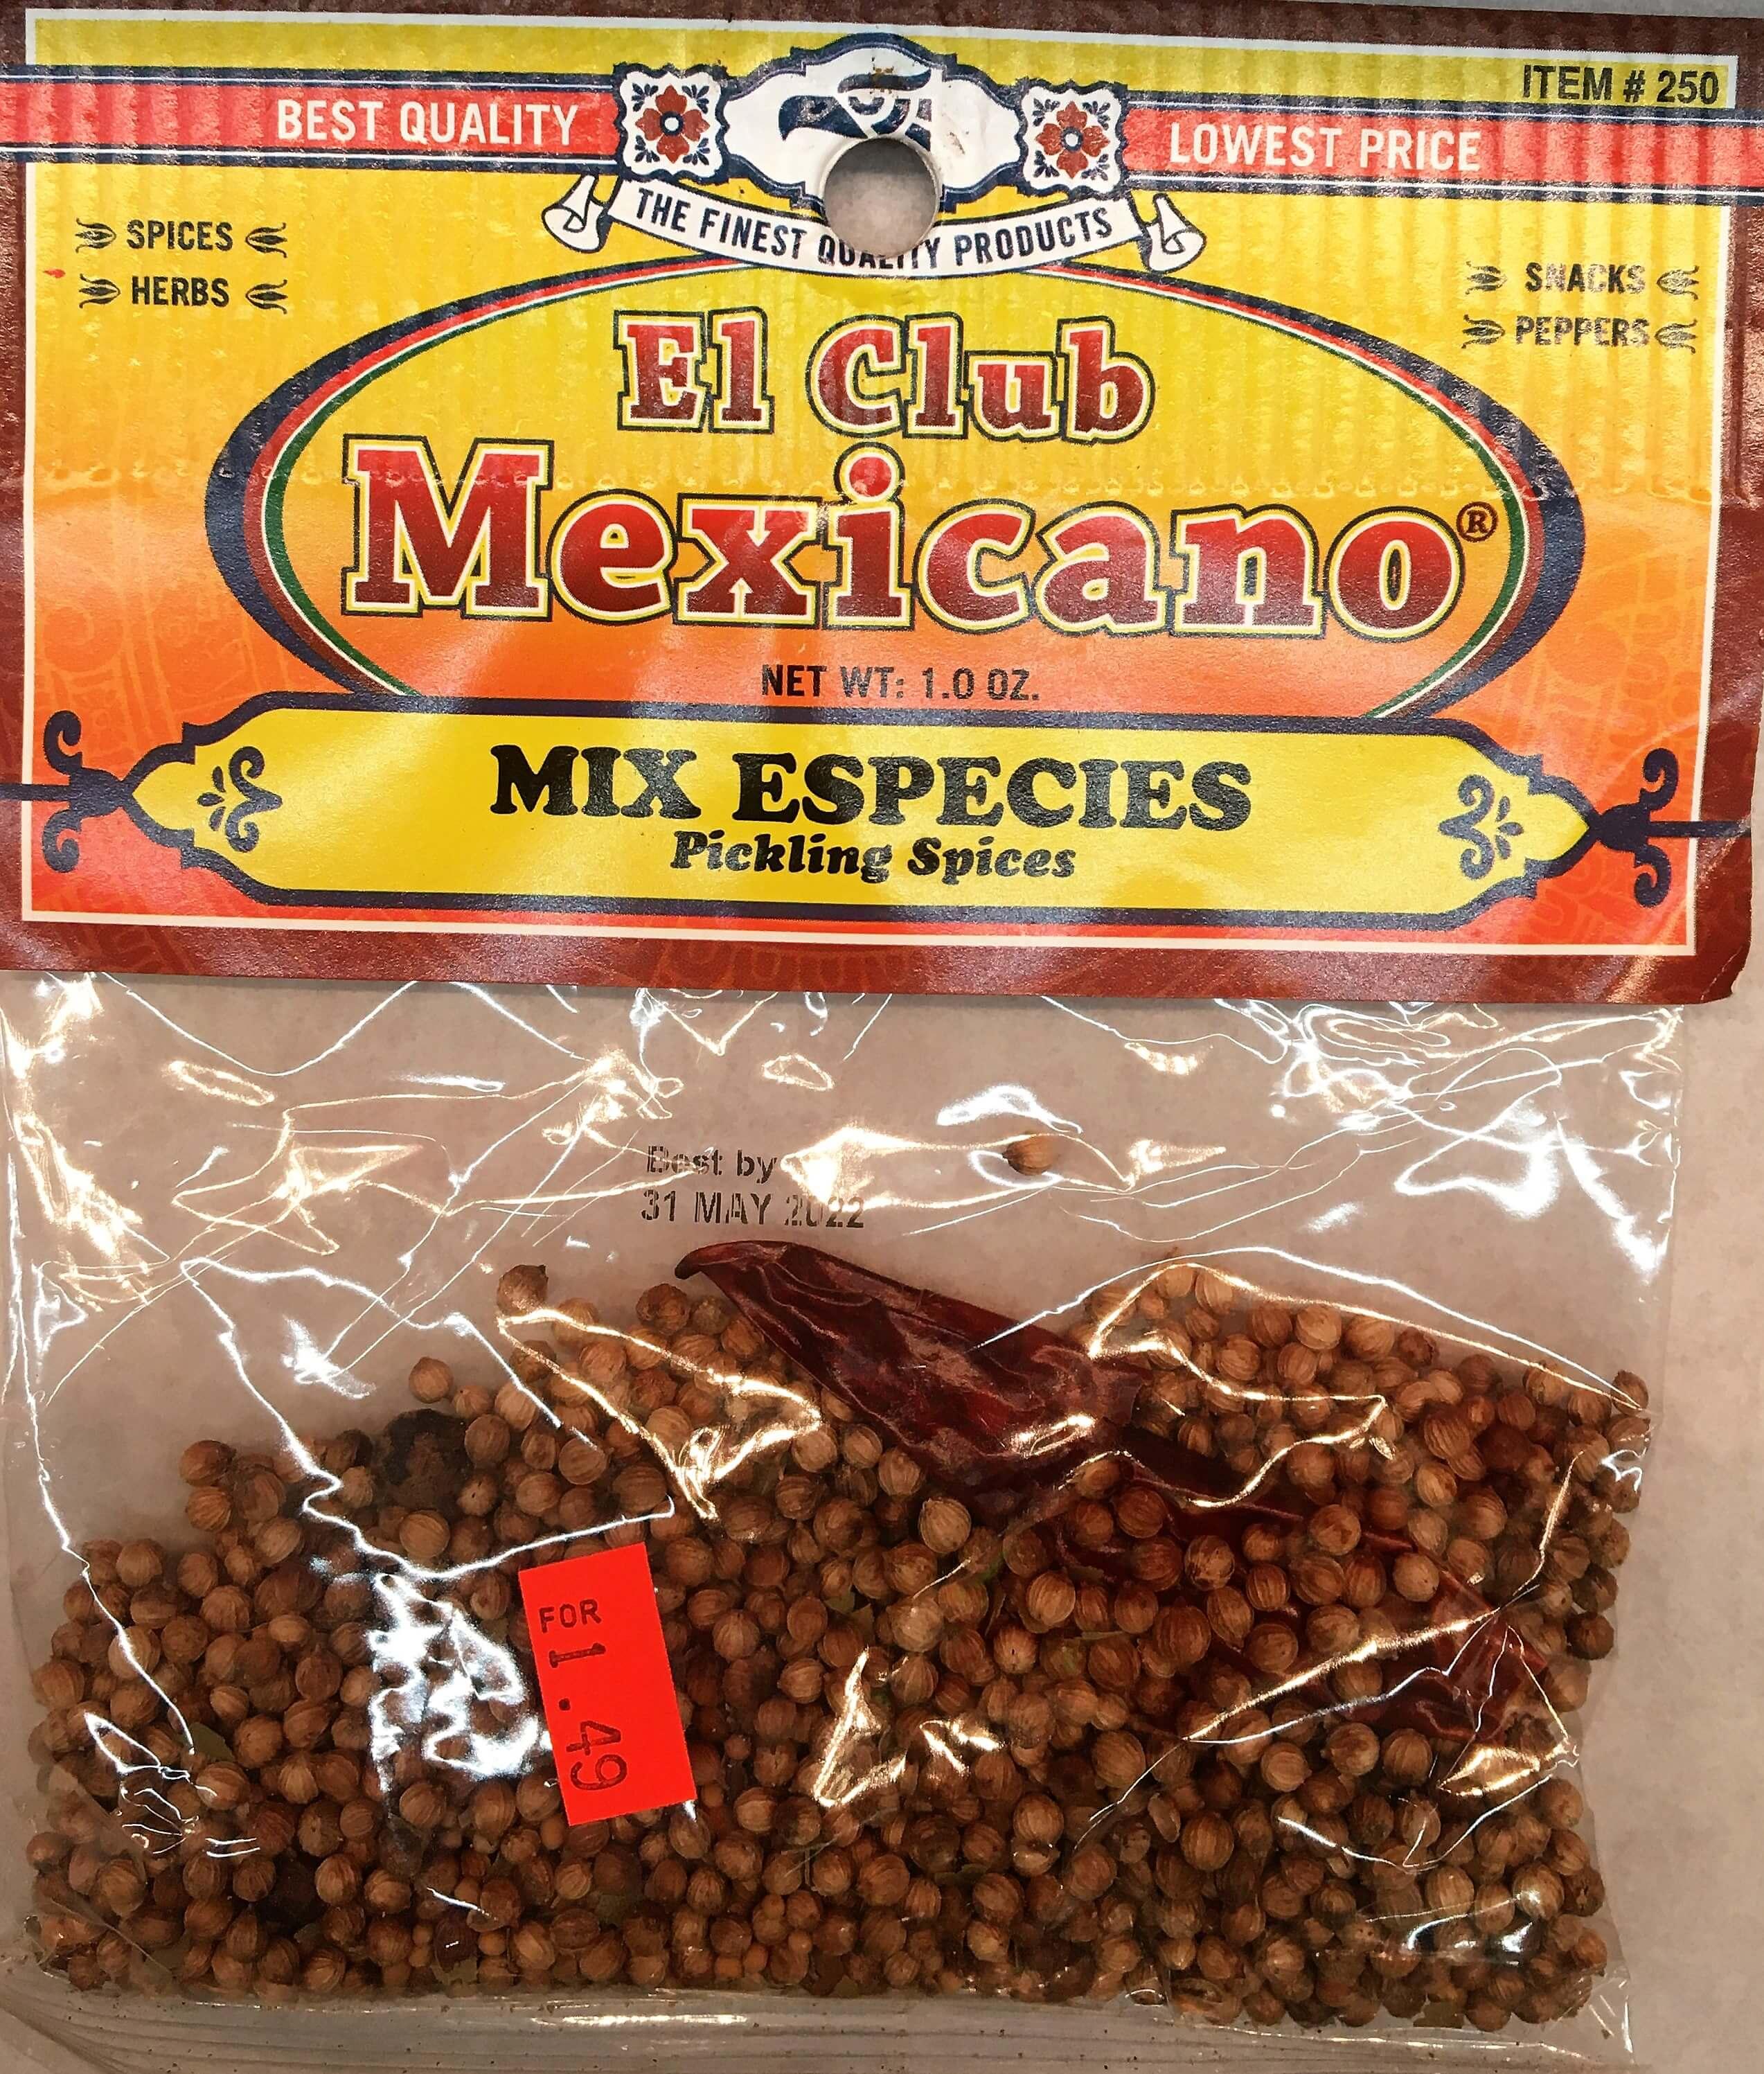 ITEM # 250
BEST QUALITY
LOWEST PRICE
THE FINEST QUALITY PRODUCTS
SPICES
HERBS
SNACKS
PEPPERS
El Club
Mexicano®
NET WT: 1.0 OZ.
MIX ESPECIES
Pickling Spices
Best by
31 MAY 2022
FOR
1.49